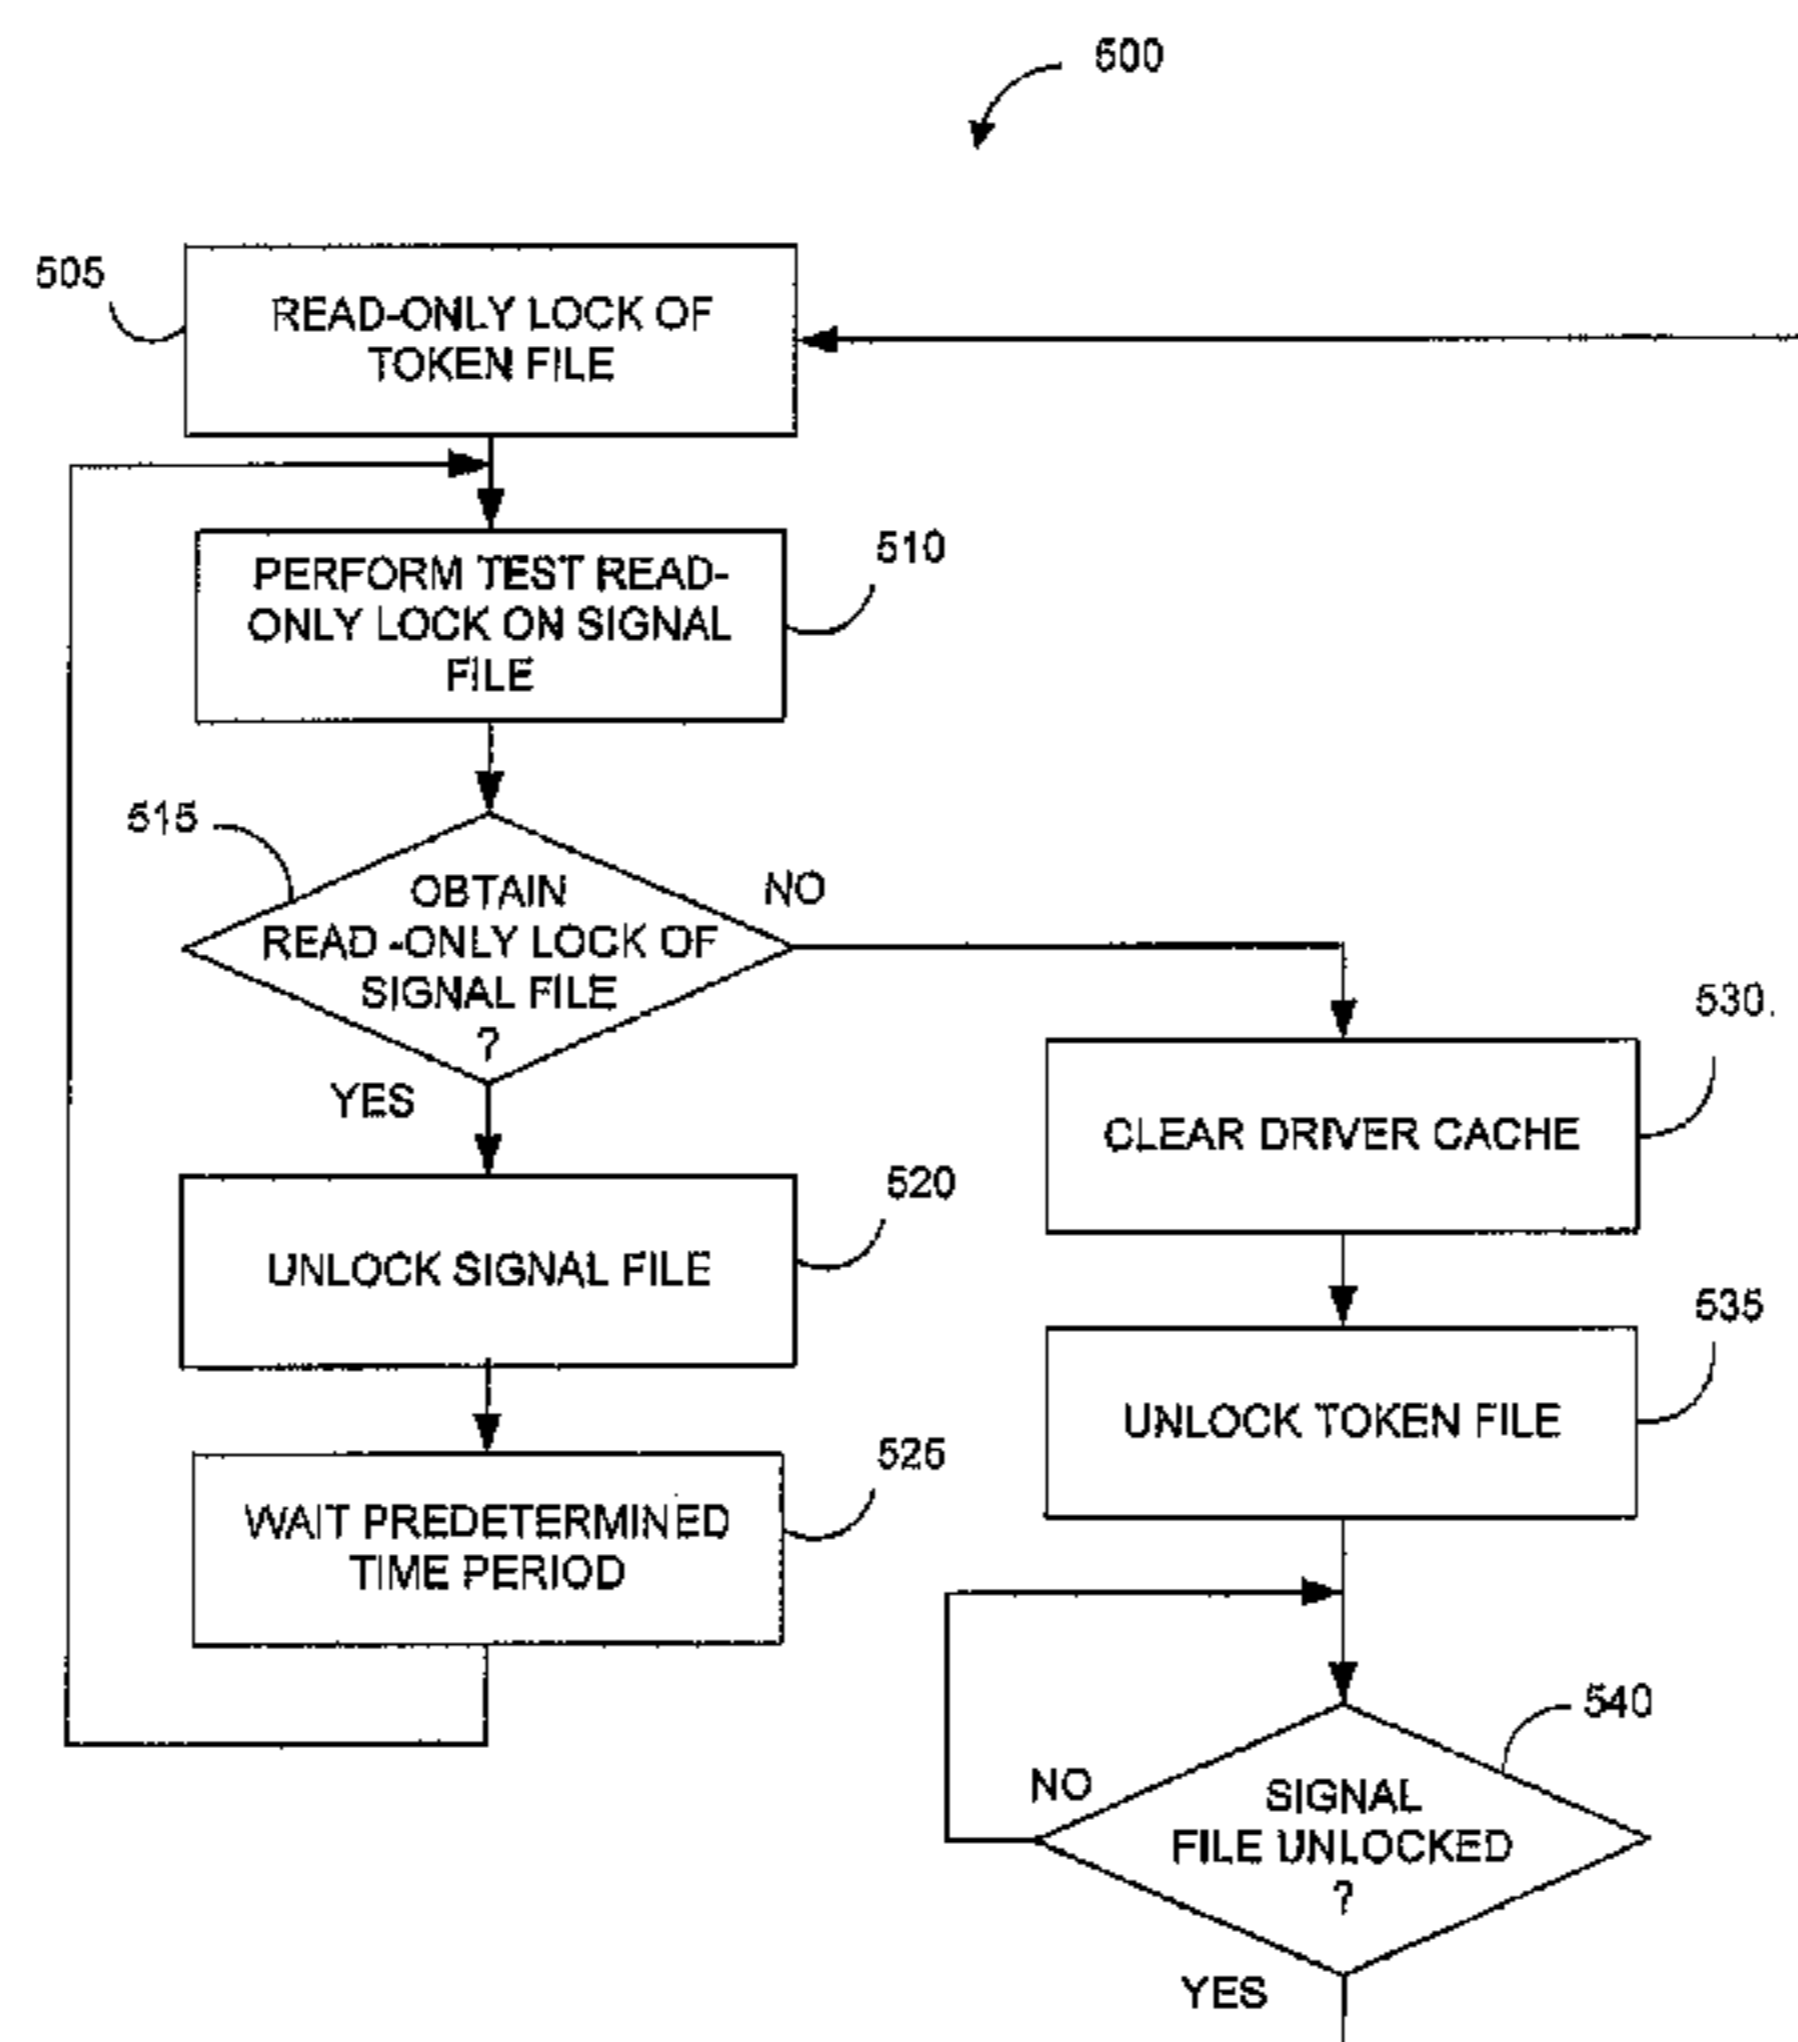 500
505
READ-ONLY LOCK OF
TOKEN FILE
PERFORM TEST READ-
ONLY LOCK ON SIGNAL
FILE
510
515
OBTAIN
READ -ONLY LOCK OF
SIGNAL FILE
?
NO
YES
530.
CLEAR DRIVER CACHE
520
UNLOCK SIGNAL FILE
535
UNLOCK TOKEN FILE
525
WAIT PREDETERMINED
TIME PERIOD
540
NO
SIGNAL
FILE UNLOCKED
?
YES